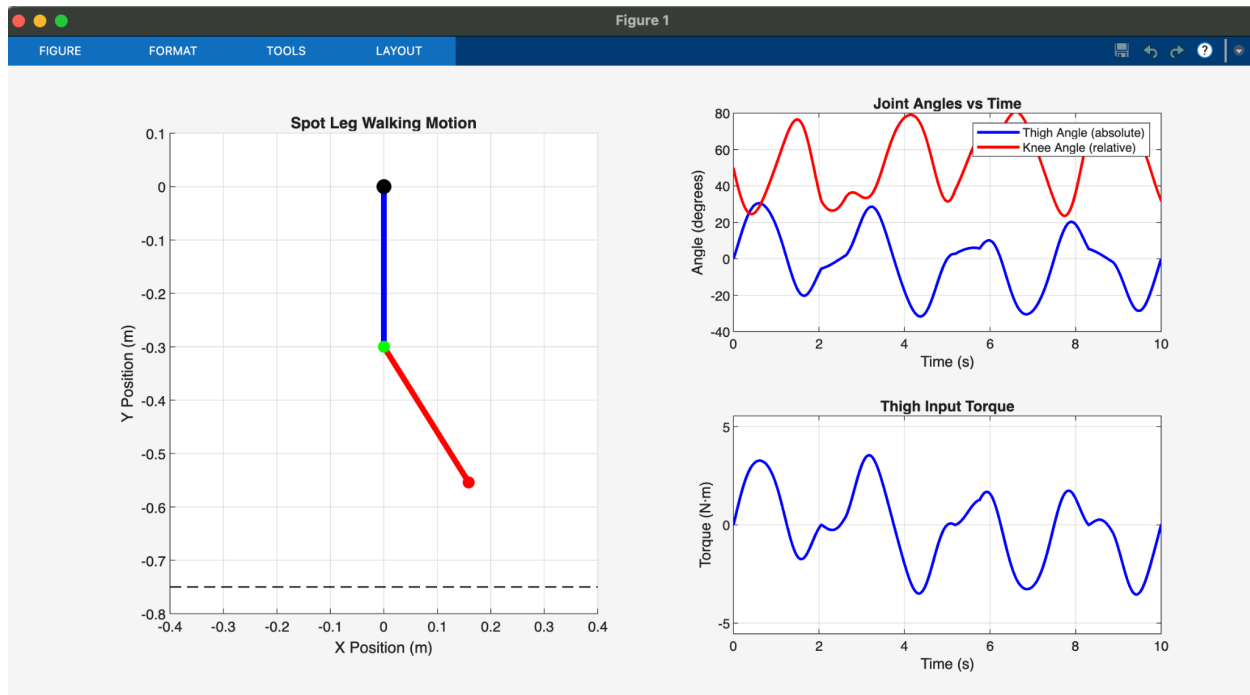 Figure 1
FIGURE FORMAT TOOLS LAYOUT ?
Spot Leg Walking Motion
0.1
0
-0.1
-0.2
-0.3
-0.4
-0.5
-0.6
-0.7
-0.8
Y Position (m)
-0.4 -0.3 -0.2 -0.1 0 0.1 0.2 0.3 0.4
X Position (m)
Joint Angles vs Time
80
60
40
20
0
-20
-40
Angle (degrees)
Thigh Angle (absolute)
Knee Angle (relative)
0 2 4 6 8 10
Time (s)
Thigh Input Torque
5
0
-5
Torque (N·m)
0 2 4 6 8 10
Time (s)